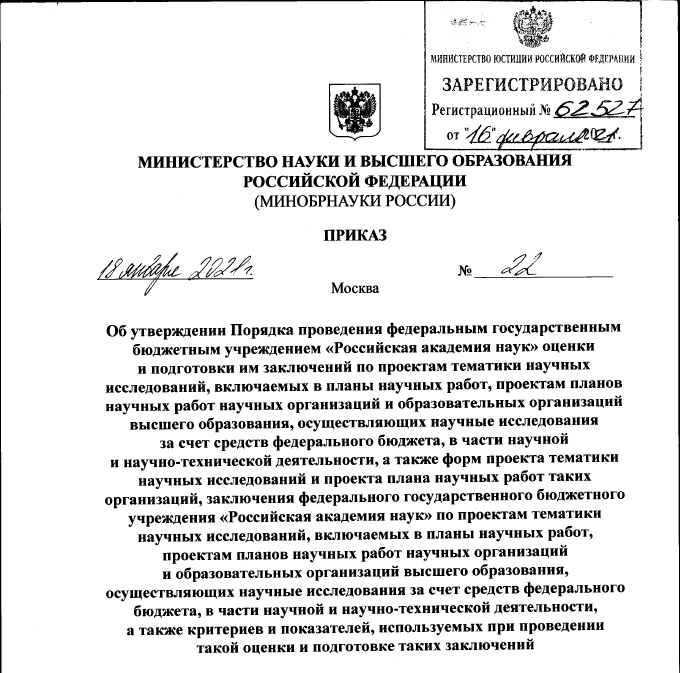 МИНИСТЕРСТВО ЮСТИЦИИ РОССИЙСКОЙ ФЕДЕРАЦИИ
ЗАРЕГИСТРИРОВАНО
Регистрационный № 62527
от "16" февраля 2021.
МИНИСТЕРСТВО НАУКИ И ВЫСШЕГО ОБРАЗОВАНИЯ
РОССИЙСКОЙ ФЕДЕРАЦИИ
(МИНОБРНАУКИ РОССИИ)
ПРИКАЗ
18 января 2021 г.
№ 22
Москва
Об утверждении Порядка проведения федеральным государственным
бюджетным учреждением «Российская академия наук» оценки
и подготовки им заключений по проектам тематики научных
исследований, включаемых в планы научных работ, проектам планов
научных работ научных организаций и образовательных организаций
высшего образования, осуществляющих научные исследования
за счет средств федерального бюджета, в части научной
и научно-технической деятельности, а также форм проекта тематики
научных исследований и проекта плана научных работ таких
организаций, заключения федерального государственного бюджетного
учреждения «Российская академия наук» по проектам тематики
научных исследований, включаемых в планы научных работ,
проектам планов научных работ научных организаций
и образовательных организаций высшего образования,
осуществляющих научные исследования за счет средств федерального
бюджета, в части научной и научно-технической деятельности,
а также критериев и показателей, используемых при проведении
такой оценки и подготовке таких заключений